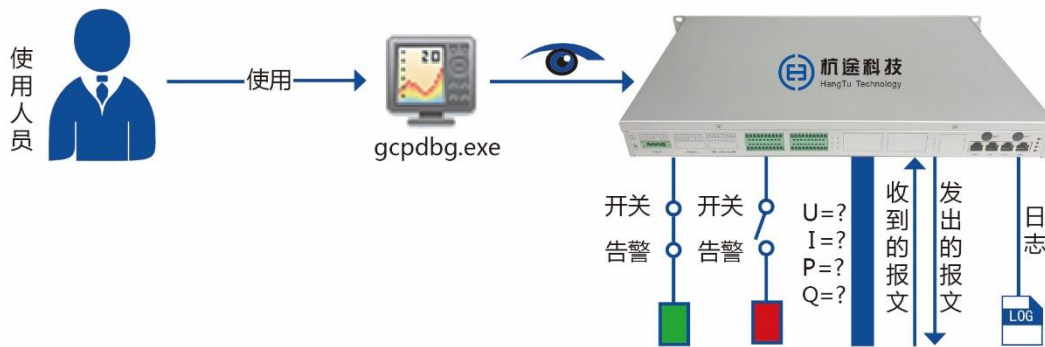 使用人员
使用
20
gcpdbg.exe
杭途科技
HangTu Technology
开关
告警
开关
告警
U=?
I=?
P=?
Q=?
收到的报文
发出的报文
日志
LOG